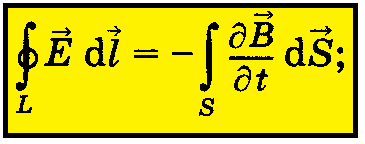 ∮_L E⃗ dl⃗ = −∫_S ∂B⃗/∂t dS⃗;